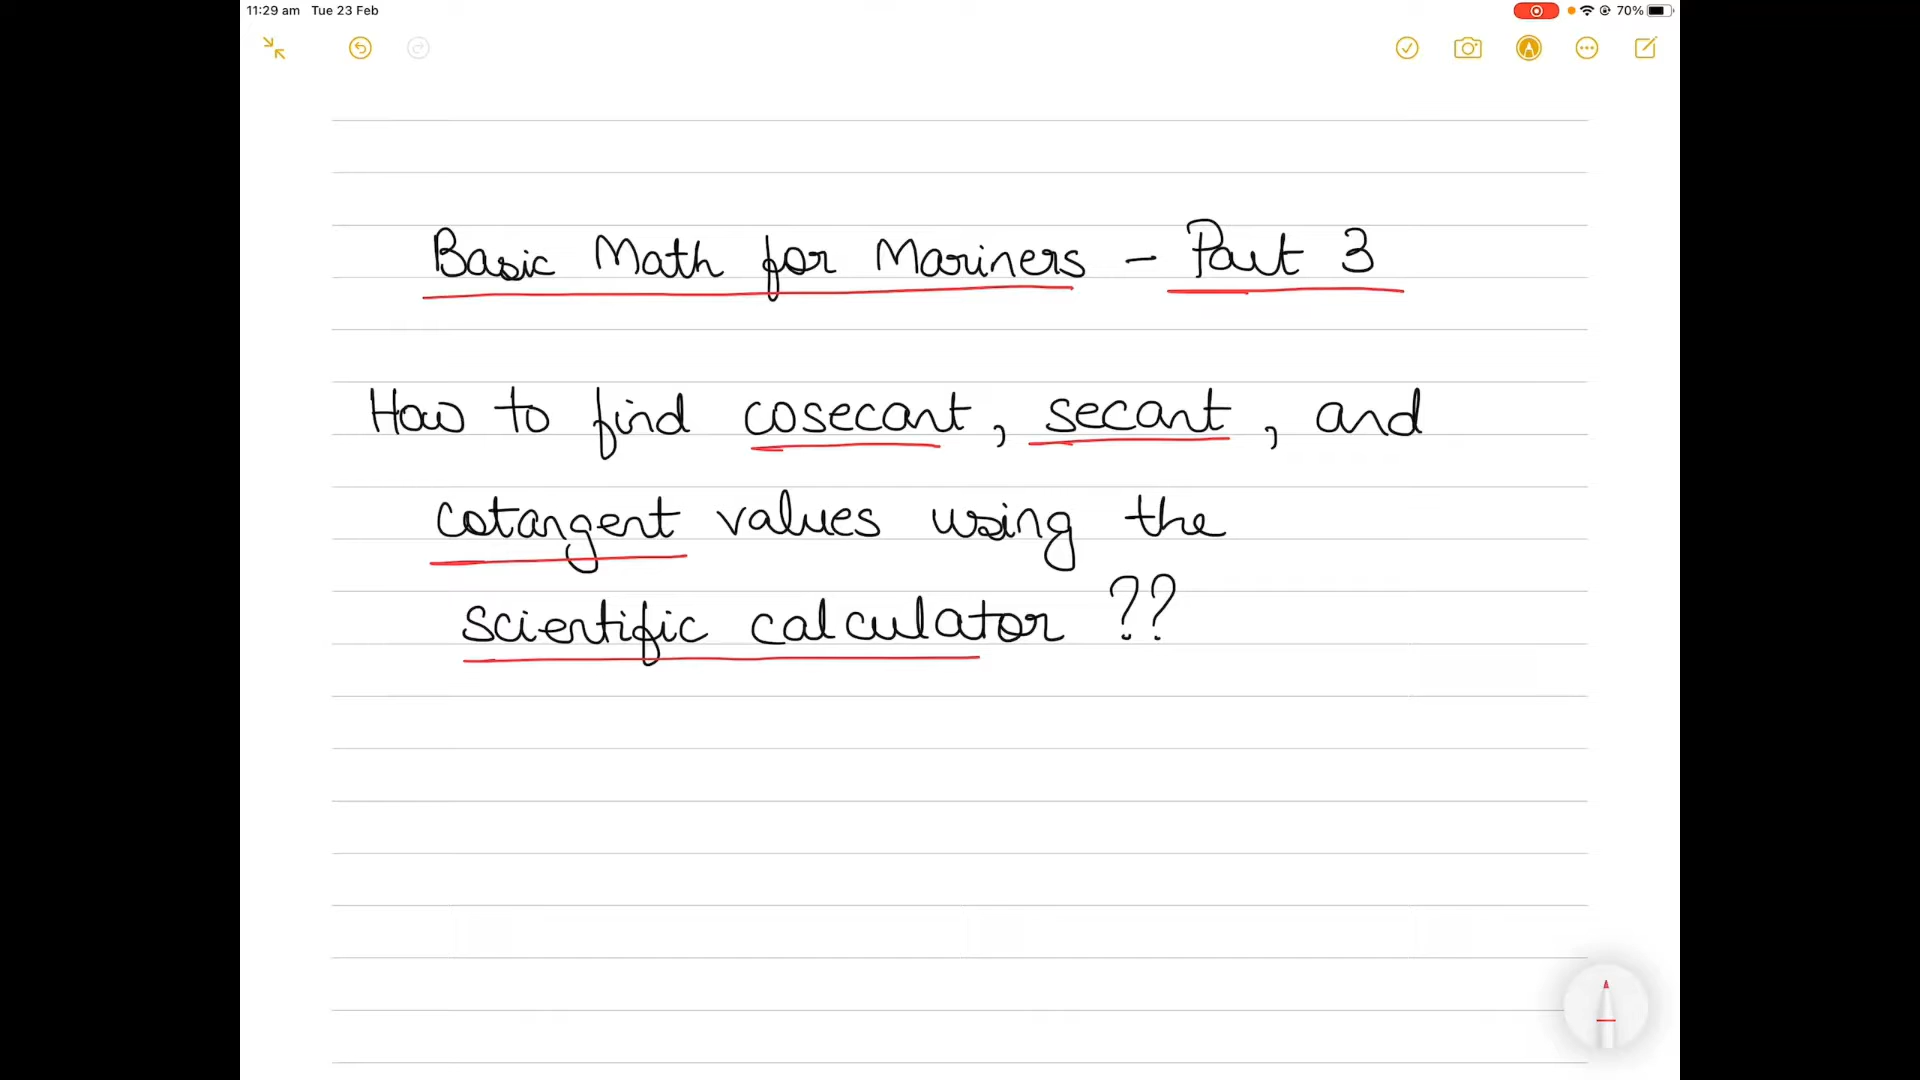 11:29 am Tue 23 Feb 70%
Basic Math for Mariners - Part 3
How to find cosecant, secant, and
cotangent values using the
scientific calculator ??